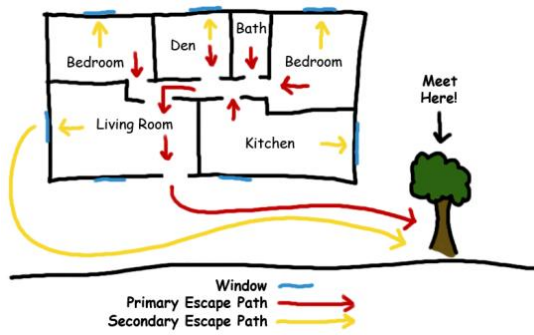 Bath
Den
Bedroom
Bedroom
Meet
Here!
Living Room
Kitchen
Window
Primary Escape Path
Secondary Escape Path